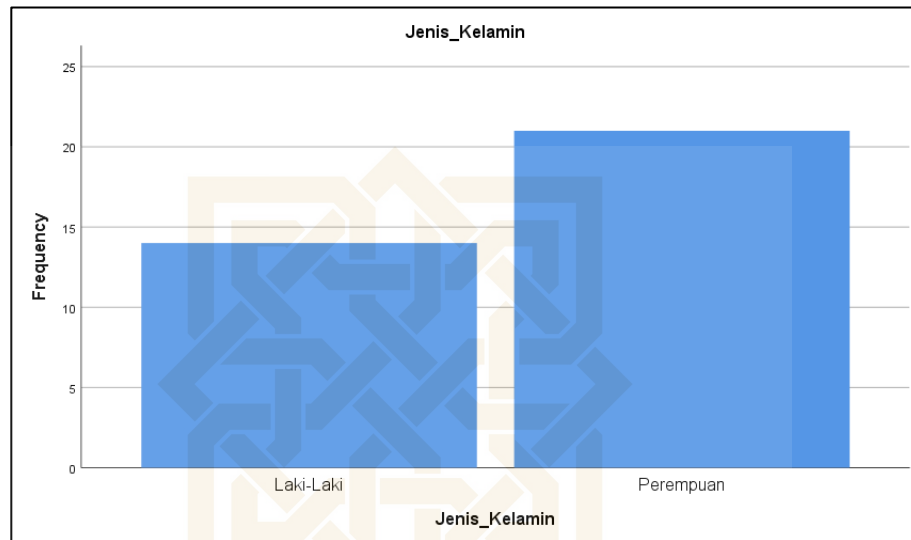 Jenis_Kelamin
25
20
15
10
5
0
Frequency
Laki-Laki
Perempuan
Jenis_Kelamin